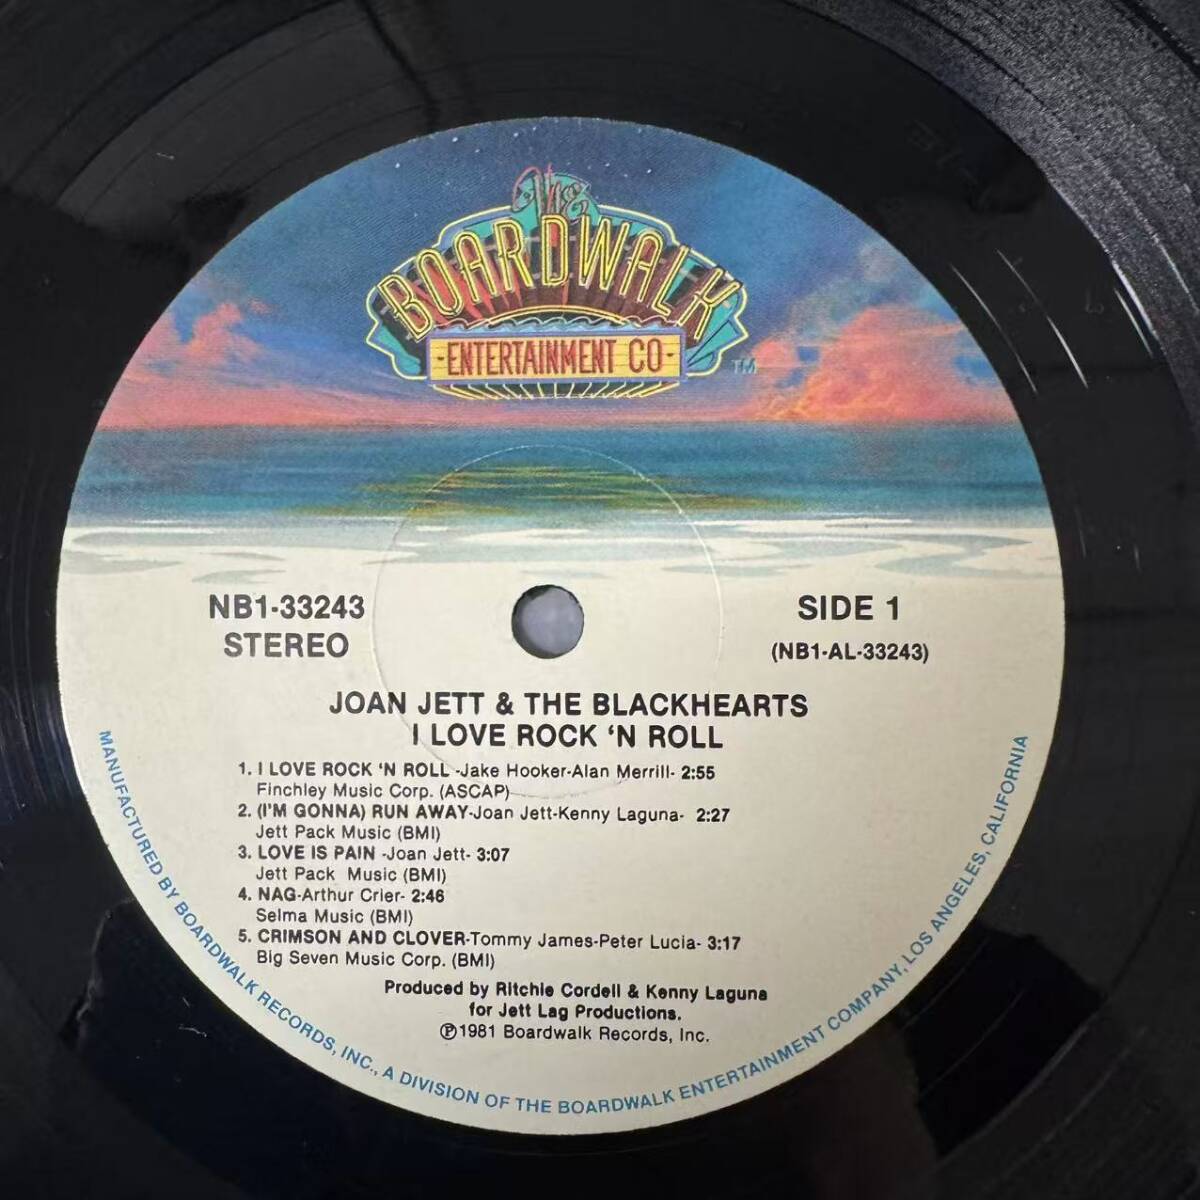 The
BOARDWALK
-ENTERTAINMENT CO-
TM
NB1-33243
STEREO
SIDE 1
(NB1-AL-33243)
JOAN JETT & THE BLACKHEARTS
I LOVE ROCK 'N ROLL
1. I LOVE ROCK 'N ROLL -Jake Hooker-Alan Merrill- 2:55
Finchley Music Corp. (ASCAP)
2. (I'M GONNA) RUN AWAY-Joan Jett-Kenny Laguna- 2:27
Jett Pack Music (BMI)
3. LOVE IS PAIN -Joan Jett- 3:07
Jett Pack Music (BMI)
4. NAG-Arthur Crier- 2:46
Selma Music (BMI)
5. CRIMSON AND CLOVER-Tommy James-Peter Lucia- 3:17
Big Seven Music Corp. (BMI)
Produced by Ritchie Cordell & Kenny Laguna
for Jett Lag Productions.
℗1981 Boardwalk Records, Inc.
MANUFACTURED BY BOARDWALK RECORDS, INC., A DIVISION OF THE BOARDWALK ENTERTAINMENT COMPANY, LOS ANGELES, CALIFORNIA